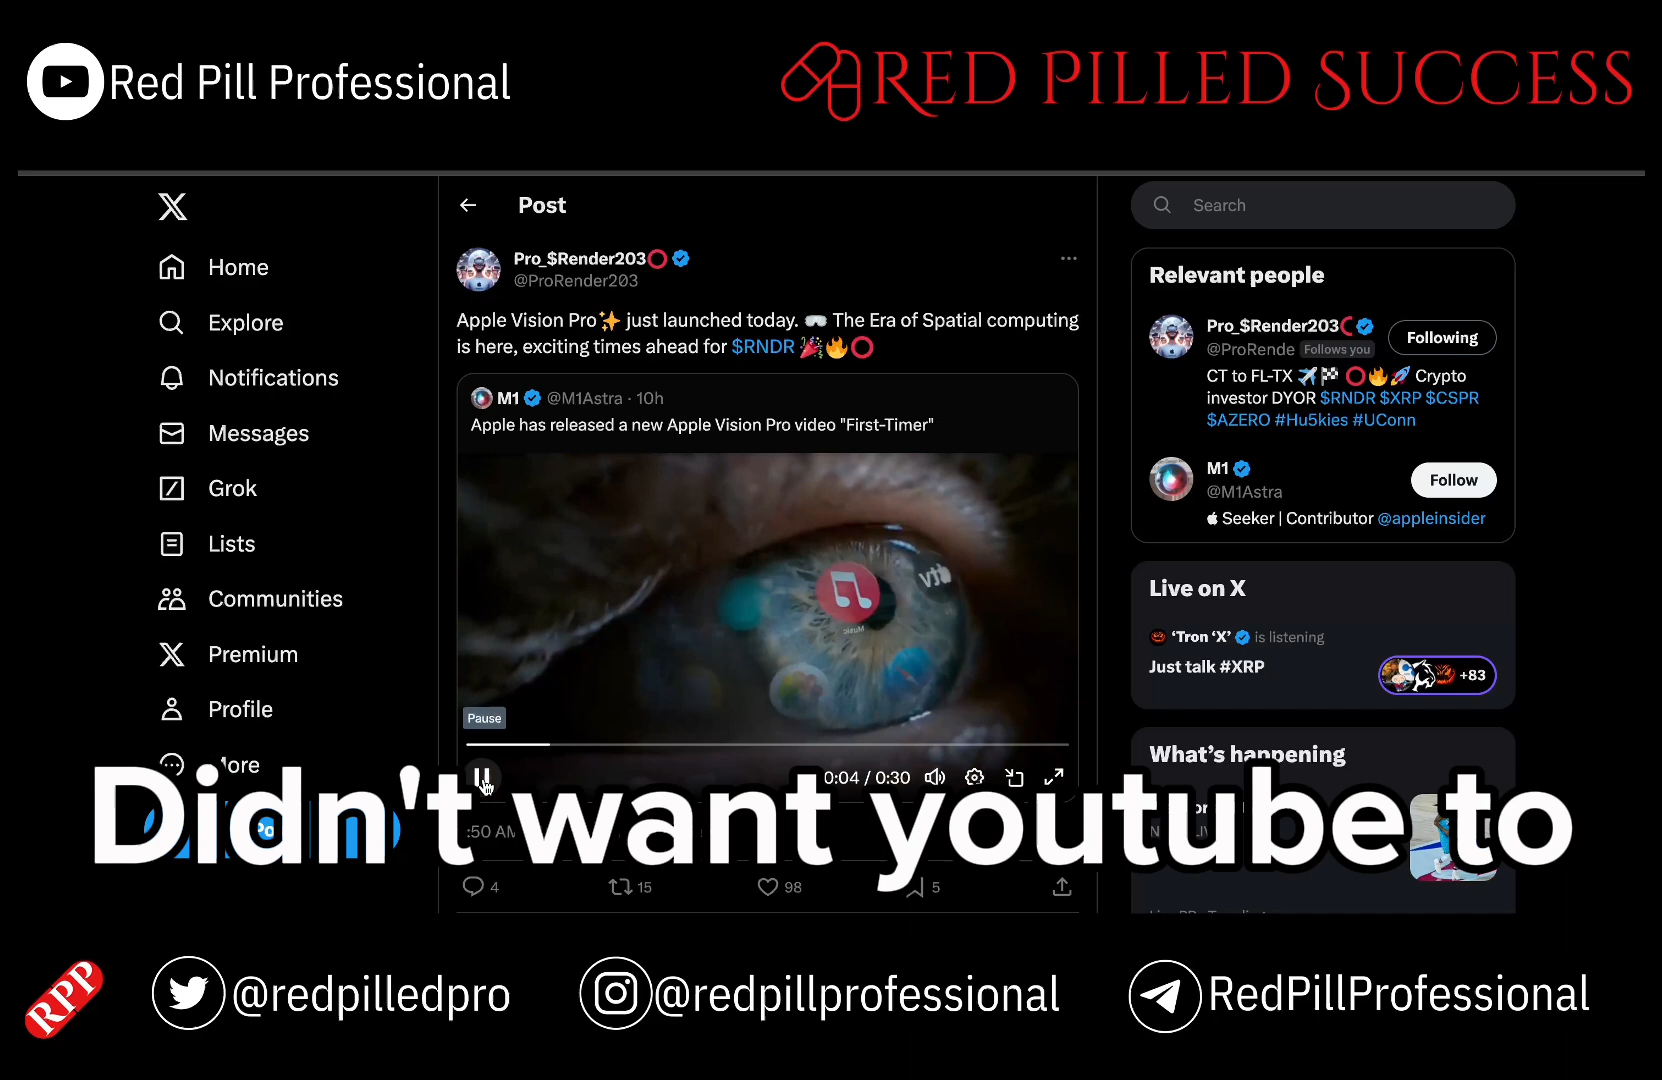 Red Pill Professional
RED PILLED SUCCESS
Home
Explore
Notifications
Messages
Grok
Lists
Communities
Premium
Profile
Post
Pro_$Render203
@ProRender203
Apple Vision Pro✨ just launched today. 🥽 The Era of Spatial computing
is here, exciting times ahead for $RNDR 🎉🔥⭕
M1 @M1Astra · 10h
Apple has released a new Apple Vision Pro video "First-Timer"
Music
tv
Pause
0:04 / 0:30
:50 AM
4 15 98 5
Search
Relevant people
Pro_$Render203
@ProRende Follows you
Following
CT to FL-TX ✈️🏁 ⭕🔥🚀 Crypto
investor DYOR $RNDR $XRP $CSPR
$AZERO #Hu5kies #UConn
M1
@M1Astra
Follow
Seeker | Contributor @appleinsider
Live on X
'Tron 'X' is listening
Just talk #XRP
+83
What's happening
Didn't want youtube to
RPP
@redpilledpro
@redpillprofessional
RedPillProfessional